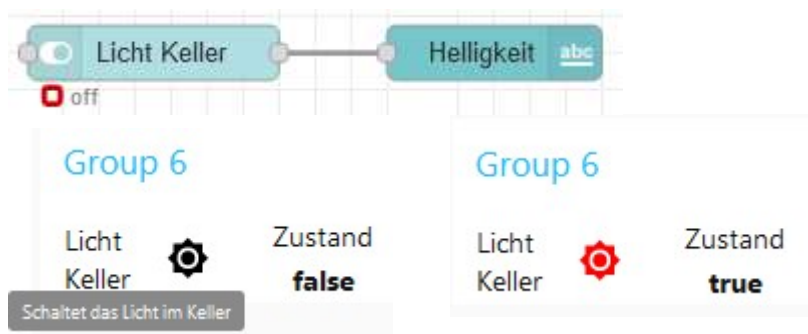 Licht Keller
Helligkeit abc
off
Group 6
Licht
Keller
Zustand
false
Schaltet das Licht im Keller
Group 6
Licht
Keller
Zustand
true